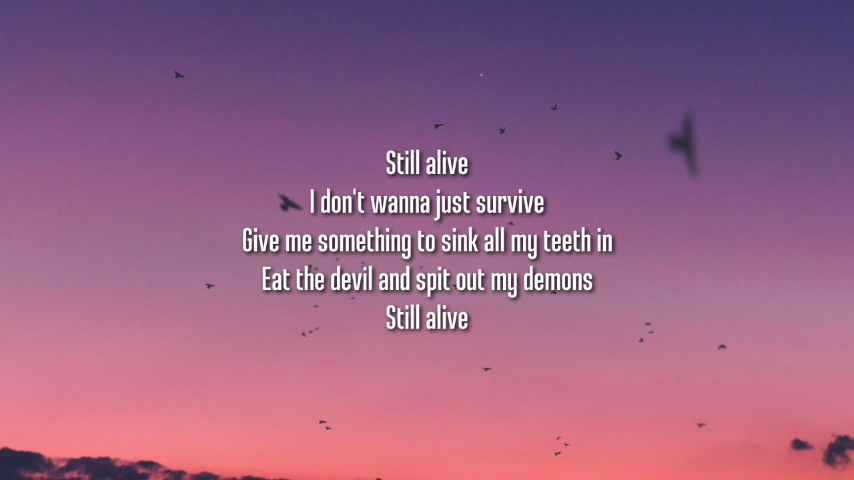 Still alive
I don't wanna just survive
Give me something to sink all my teeth in
Eat the devil and spit out my demons
Still alive